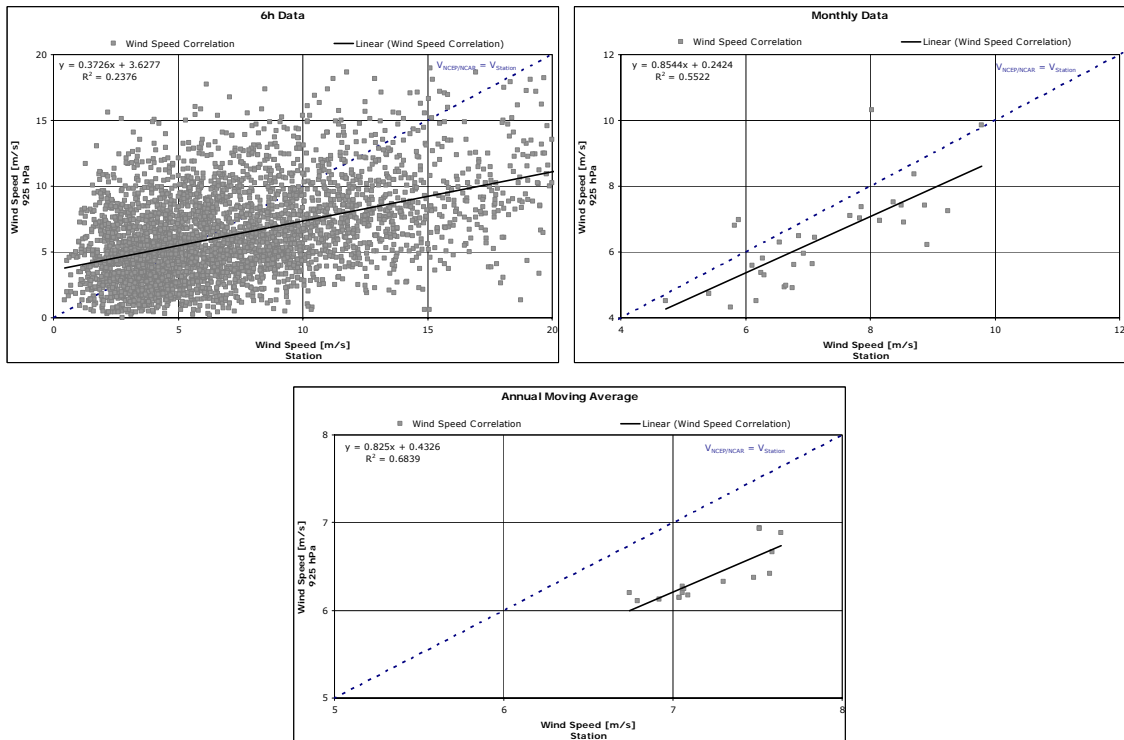 6h Data
Wind Speed Correlation
Linear (Wind Speed Correlation)
y = 0.3726x + 3.6277
R² = 0.2376
V_NCEP/NCAR = V_Station
20
15
10
5
0
Wind Speed [m/s]
925 hPa
0 5 10 15 20
Wind Speed [m/s]
Station
Monthly Data
Wind Speed Correlation
Linear (Wind Speed Correlation)
y = 0.8544x + 0.2424
R² = 0.5522
V_NCEP/NCAR = V_Station
12
10
8
6
4
Wind Speed [m/s]
925 hPa
4 6 8 10 12
Wind Speed [m/s]
Station
Annual Moving Average
Wind Speed Correlation
Linear (Wind Speed Correlation)
y = 0.825x + 0.4326
R² = 0.6839
V_NCEP/NCAR = V_Station
8
7
6
5
Wind Speed [m/s]
925 hPa
5 6 7 8
Wind Speed [m/s]
Station